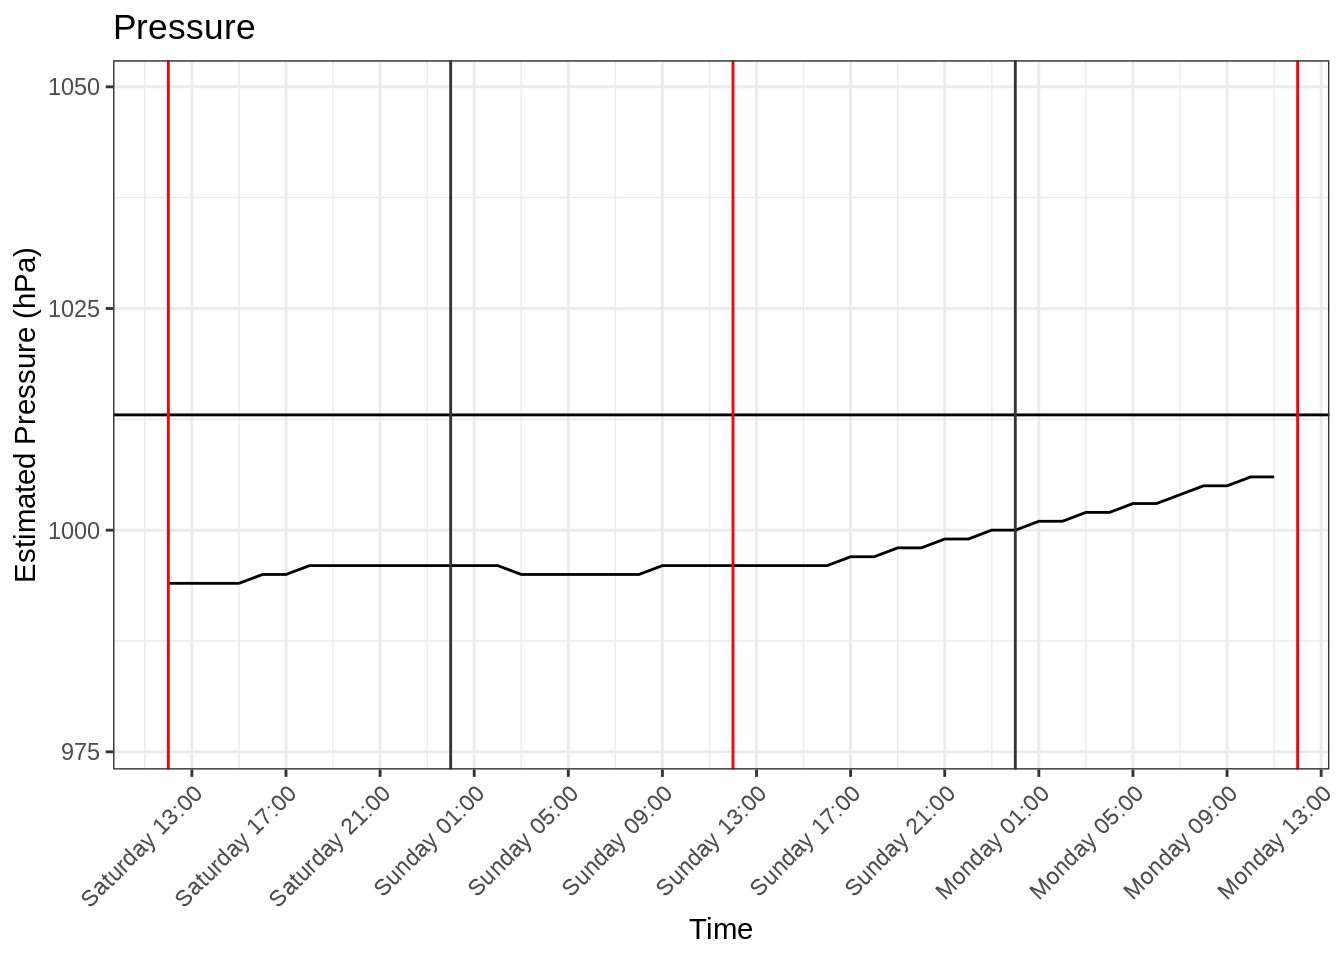 Pressure
Estimated Pressure (hPa)
1050
1025
1000
975
Saturday 13:00
Saturday 17:00
Saturday 21:00
Sunday 01:00
Sunday 05:00
Sunday 09:00
Sunday 13:00
Sunday 17:00
Sunday 21:00
Monday 01:00
Monday 05:00
Monday 09:00
Monday 13:00
Time